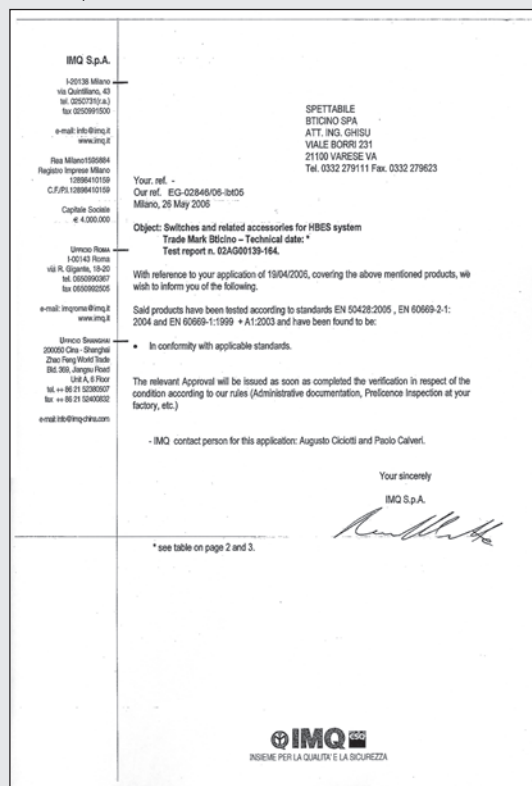 IMQ S.p.A.
I-20138 Milano
via Quintiliano, 43
tel. 0250731(r.a.)
fax 0250991500
e-mail: info@imq.it
www.imq.it
Rea Milano1595884
Registro Imprese Milano
12898410159
C.F./P.I.12898410159
Capitale Sociale
€ 4.000.000
UFFICIO ROMA
I-00143 Roma
via R. Gigante, 18-20
tel. 0650990367
fax 0650992505
e-mail: imqroma@imq.it
www.imq.it
UFFICIO SHANGHAI
200050 Cina - Shanghai
Zhao Feng World Trade
Bld. 369, Jiangsu Road
Unit A, 6 Floor
tel. ++ 86 21 52380507
fax ++ 86 21 52400832
e-mail: info@imq-china.com
SPETTABILE
BTICINO SPA
ATT. ING. GHISU
VIALE BORRI 231
21100 VARESE VA
Tel. 0332 279111 Fax. 0332 279623
Your. ref. -
Our ref. EG-02846/06-lbt05
Milano, 26 May 2006
Object: Switches and related accessories for HBES system
Trade Mark Bticino – Technical date: *
Test report n. 02AG00139-164.
With reference to your application of 19/04/2006, covering the above mentioned products, we
wish to inform you of the following.
Said products have been tested according to standards EN 50428:2005 , EN 60669-2-1:
2004 and EN 60669-1:1999 + A1:2003 and have been found to be:
• In conformity with applicable standards.
The relevant Approval will be issued as soon as completed the verification in respect of the
condition according to our rules (Administrative documentation, Prelicence Inspection at your
factory, etc.)
- IMQ contact person for this application: Augusto Ciciotti and Paolo Calveri.
Your sincerely
IMQ S.p.A.
* see table on page 2 and 3.
IMQ
INSIEME PER LA QUALITA' E LA SICUREZZA